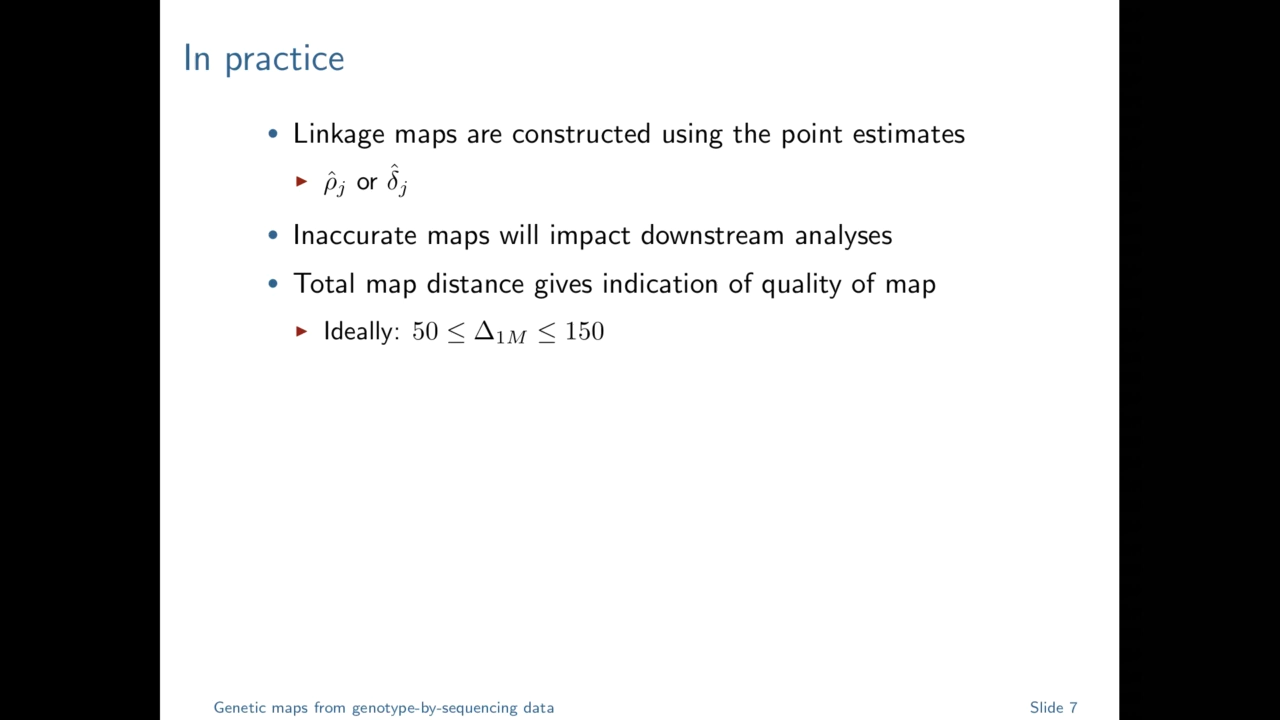 In practice
• Linkage maps are constructed using the point estimates
▶ ρ̂ⱼ or δ̂ⱼ
• Inaccurate maps will impact downstream analyses
• Total map distance gives indication of quality of map
▶ Ideally: 50 ≤ Δ₁M ≤ 150
Genetic maps from genotype-by-sequencing data
Slide 7